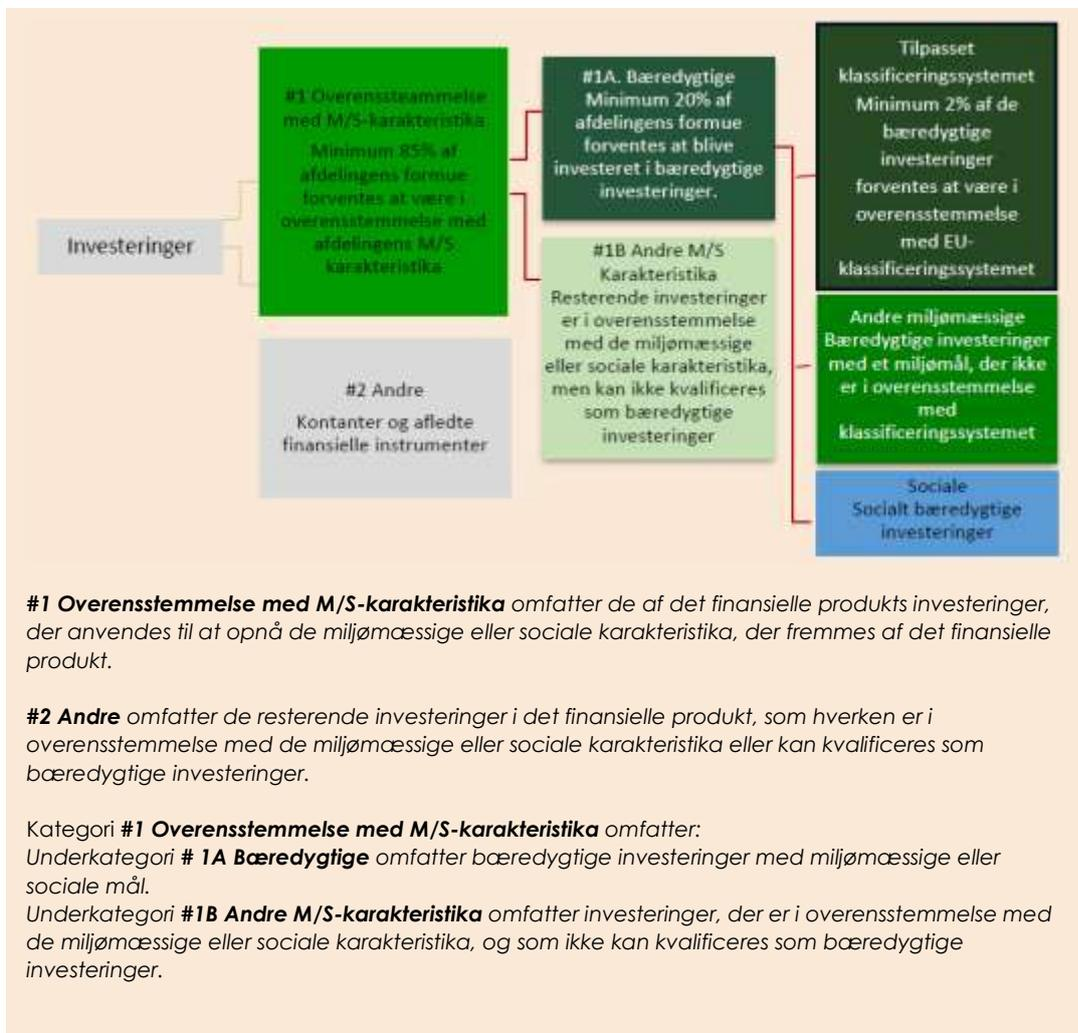 Investeringer
#1 Overenssteammelse
med M/S-karakteristika
Minimum 85% af
afdelingens formue
forventes at være i
overensstemmelse med
afdelingens M/S
karakteristika
#2 Andre
Kontanter og afledte
finansielle instrumenter
#1A. Bæredygtige
Minimum 20% af
afdelingens formue
forventes at blive
investeret i bæredygtige
investeringer.
#1B Andre M/S
Karakteristika
Resterende investeringer
er i overensstemmelse
med de miljømæssige
eller sociale karakteristika,
men kan ikke kvalificeres
som bæredygtige
investeringer
Tilpasset
klassificeringssystemet
Minimum 2% af de
bæredygtige
investeringer
forventes at være i
overensstemmelse
med EU-
klassificeringssystemet
Andre miljømæssige
Bæredygtige investeringer
med et miljømål, der ikke
er i overensstemmelse
med
klassificeringssystemet
Sociale
Socialt bæredygtige
investeringer
#1 Overensstemmelse med M/S-karakteristika omfatter de af det finansielle produkts investeringer,
der anvendes til at opnå de miljømæssige eller sociale karakteristika, der fremmes af det finansielle
produkt.
#2 Andre omfatter de resterende investeringer i det finansielle produkt, som hverken er i
overensstemmelse med de miljømæssige eller sociale karakteristika eller kan kvalificeres som
bæredygtige investeringer.
Kategori #1 Overensstemmelse med M/S-karakteristika omfatter:
Underkategori # 1A Bæredygtige omfatter bæredygtige investeringer med miljømæssige eller
sociale mål.
Underkategori #1B Andre M/S-karakteristika omfatter investeringer, der er i overensstemmelse med
de miljømæssige eller sociale karakteristika, og som ikke kan kvalificeres som bæredygtige
investeringer.